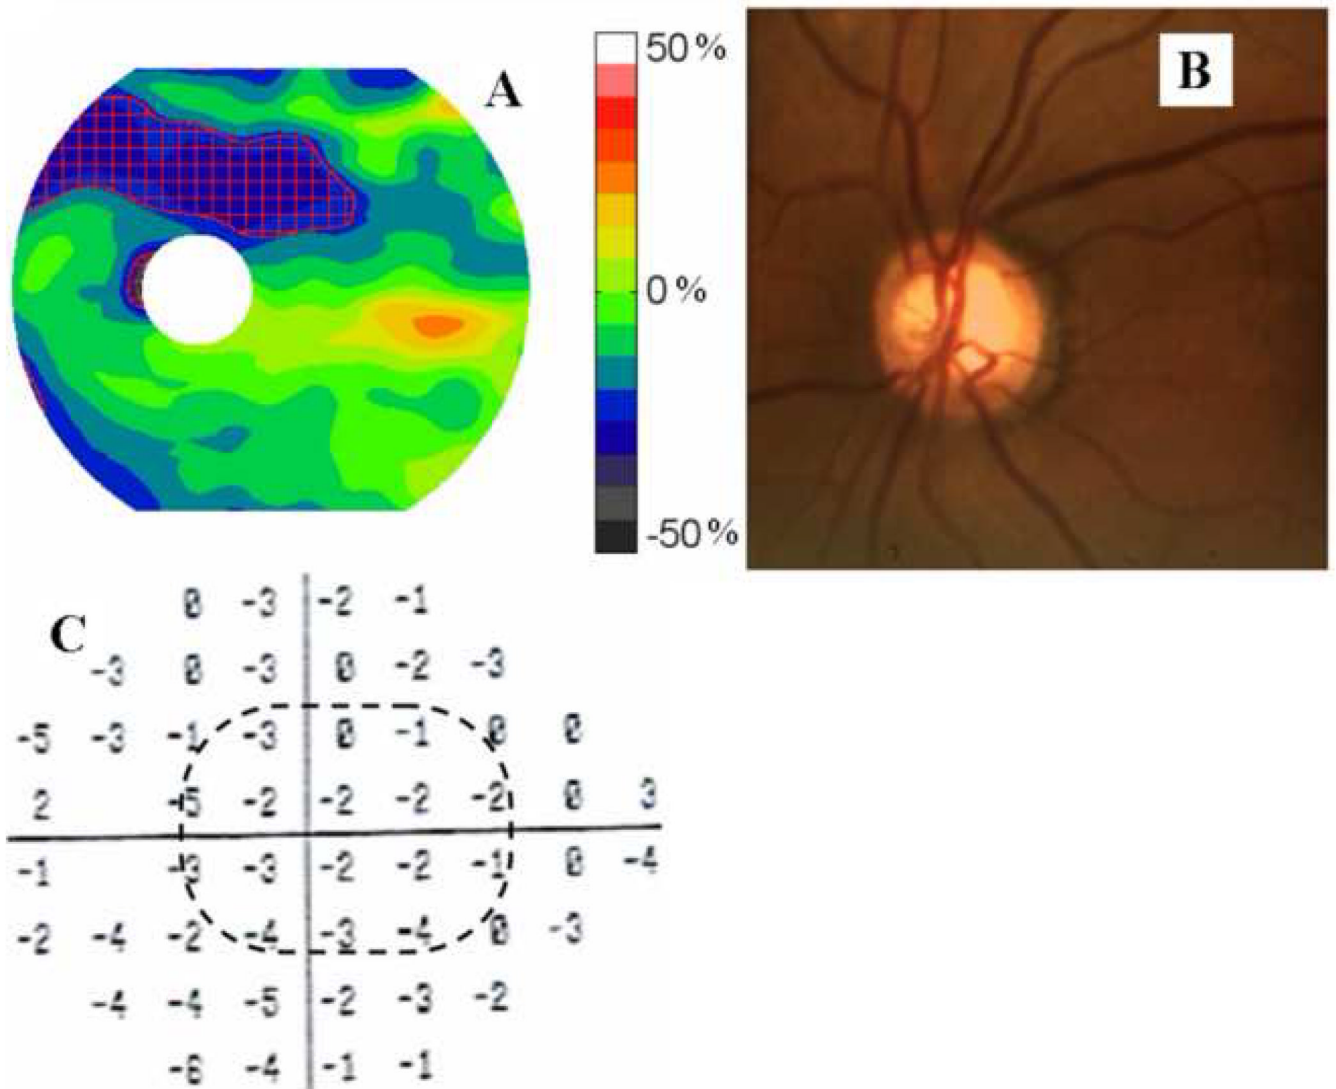 A
50%
0%
-50%
B
C
0 -3 -2 -1
-3 0 -3 0 -2 -3
-5 -3 -1 -3 0 -1 0 0
2 -5 -2 -2 -2 -2 0 3
-1 -3 -3 -2 -2 -1 0 -4
-2 -4 -2 -4 -3 -4 0 -3
-4 -4 -5 -2 -3 -2
-6 -4 -1 -1